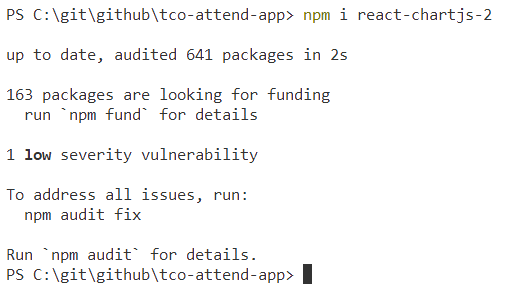 PS C:\git\github\tco-attend-app> npm i react-chartjs-2
up to date, audited 641 packages in 2s
163 packages are looking for funding
  run `npm fund` for details
1 low severity vulnerability
To address all issues, run:
  npm audit fix
Run `npm audit` for details.
PS C:\git\github\tco-attend-app>